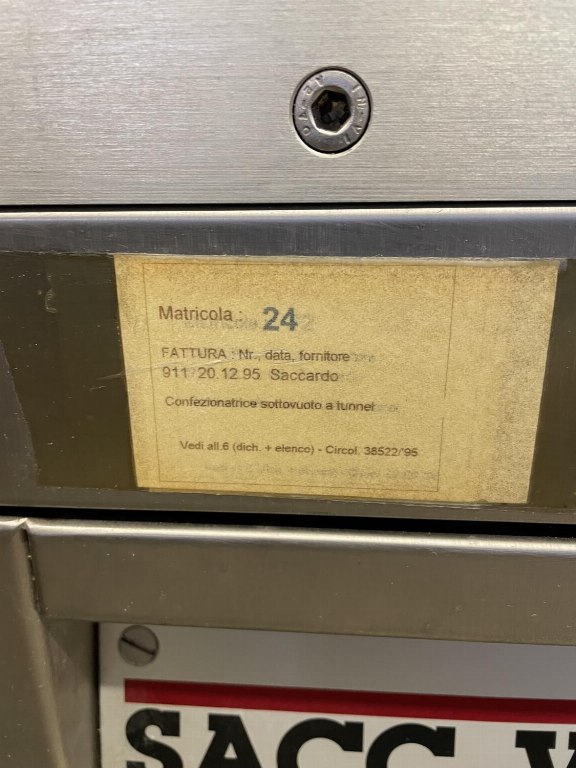 Matricola : 24
FATTURA : Nr., data, fornitore
911 / 20.12.95 Saccardo
Confezionatrice sottovuoto a tunnel
Vedi all.6 (dich. + elenco) - Circol. 38522/'95
SACC.